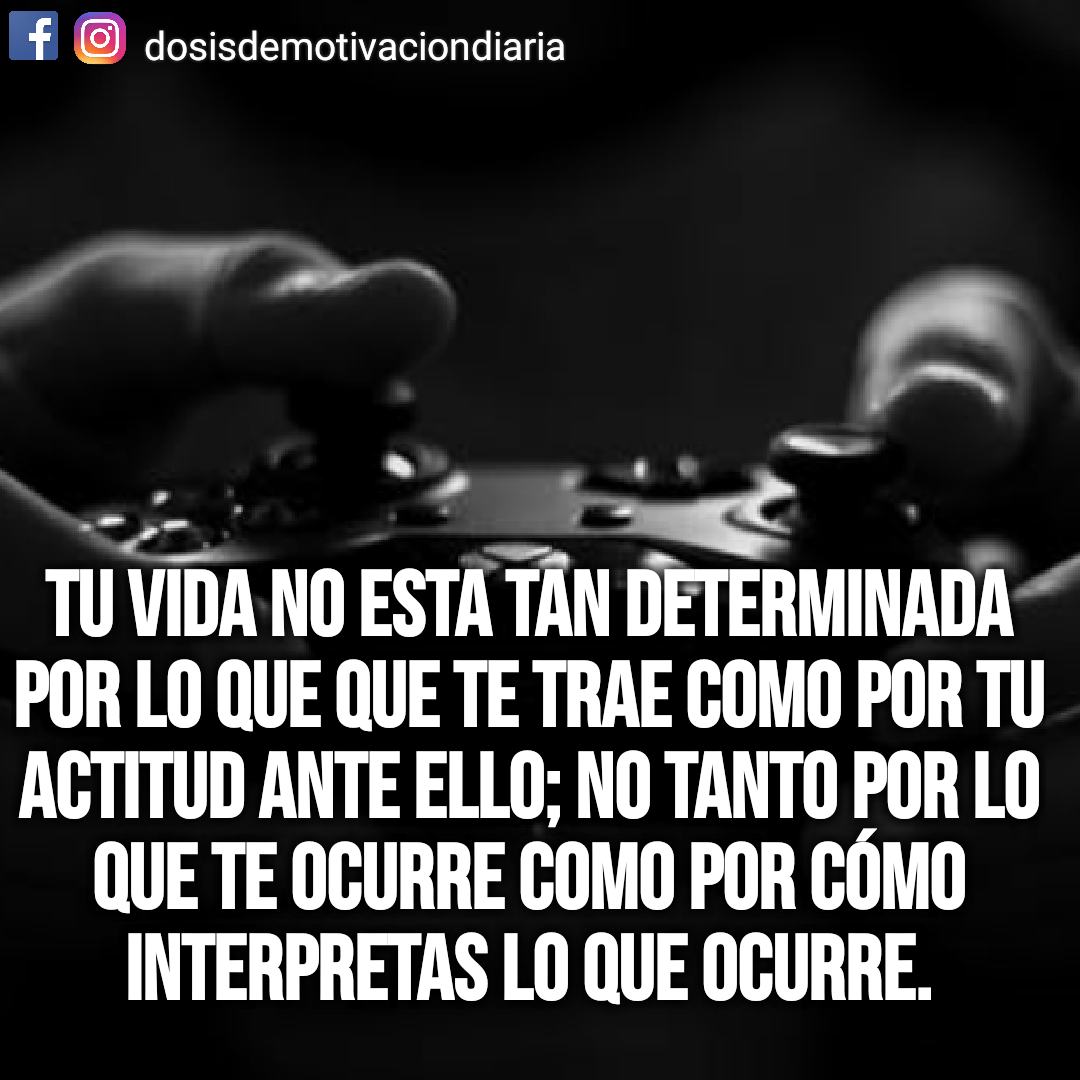 dosisdemotivaciondiaria
TU VIDA NO ESTA TAN DETERMINADA
POR LO QUE QUE TE TRAE COMO POR TU
ACTITUD ANTE ELLO; NO TANTO POR LO
QUE TE OCURRE COMO POR CÓMO
INTERPRETAS LO QUE OCURRE.